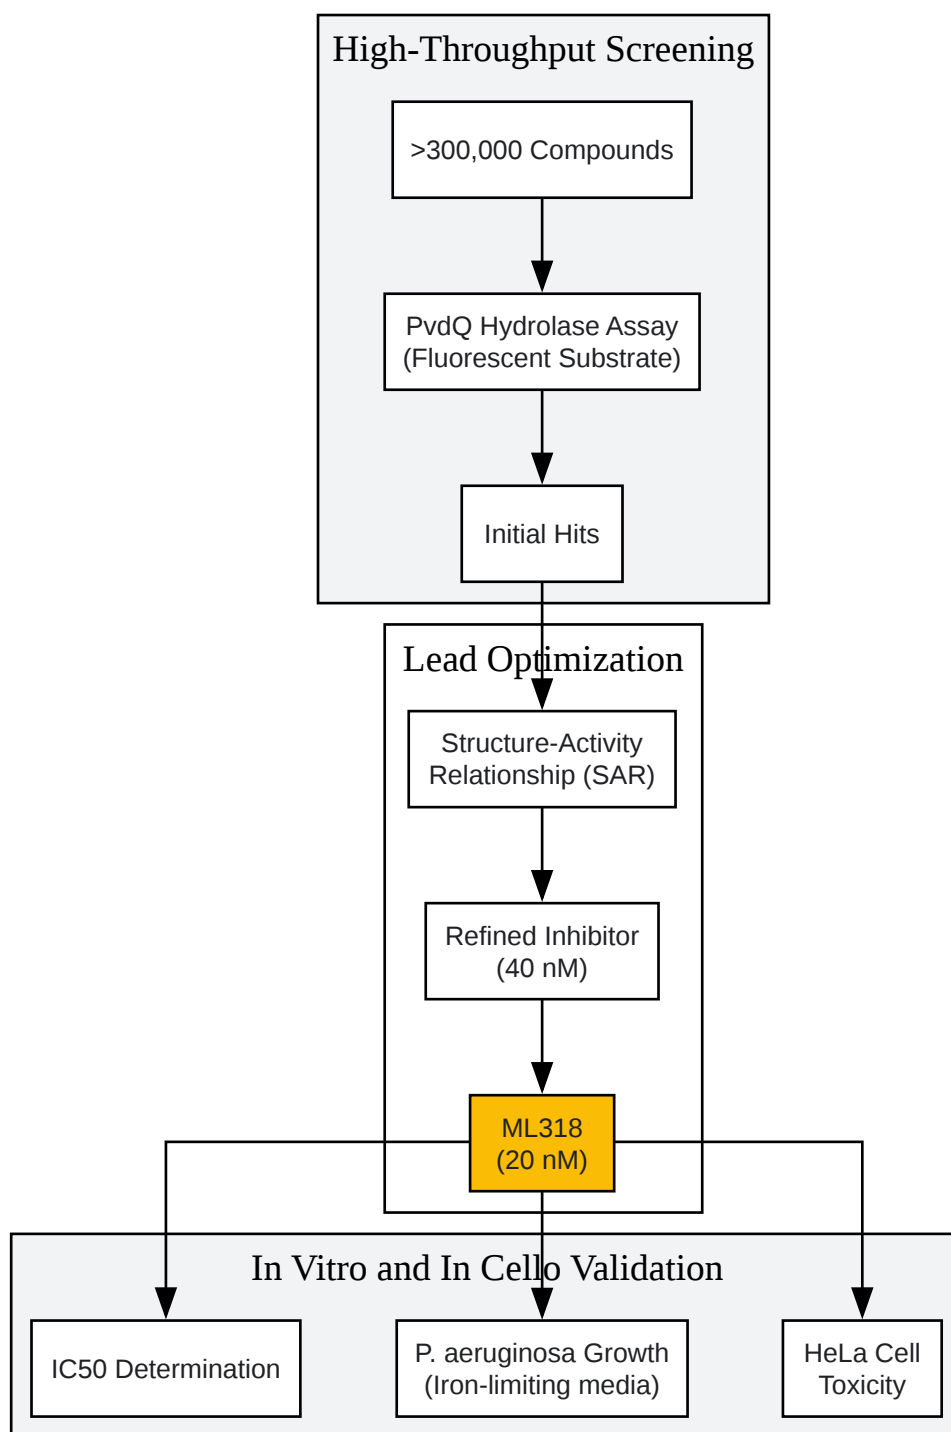 High-Throughput Screening
>300,000 Compounds
PvdQ Hydrolase Assay
(Fluorescent Substrate)
Initial Hits
Lead Optimization
Structure-Activity
Relationship (SAR)
Refined Inhibitor
(40 nM)
ML318
(20 nM)
In Vitro and In Cello Validation
IC50 Determination
P. aeruginosa Growth
(Iron-limiting media)
HeLa Cell
Toxicity